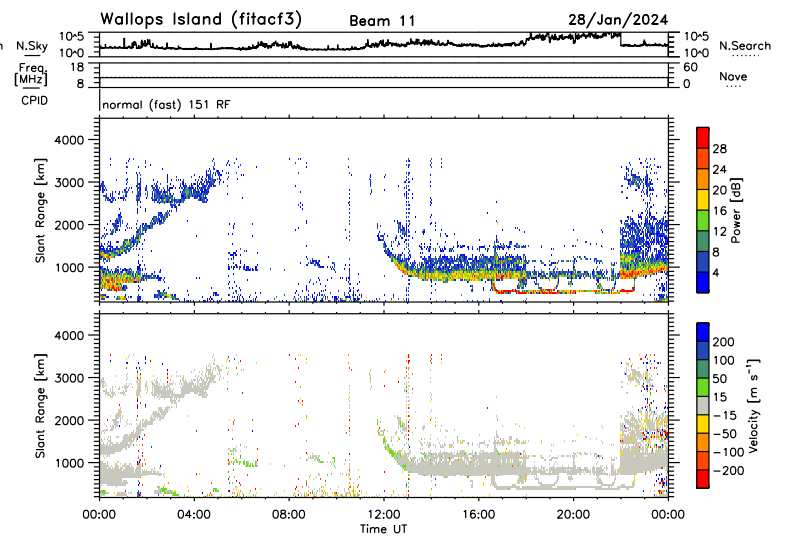 Wallops Island (fitacf3) Beam 11 28/Jan/2024
n N.Sky 10^5 10^0 10^5 10^0 N.Search
Freq. [MHz] 18 8 60 0 Nave
CPID normal (fast) 151 RF
Slant Range [km] 4000 3000 2000 1000
28 24 20 16 12 8 4 Power [dB]
Slant Range [km] 4000 3000 2000 1000
200 100 50 15 -15 -50 -100 -200 Velocity [m s⁻¹]
00:00 04:00 08:00 12:00 16:00 20:00 00:00
Time UT